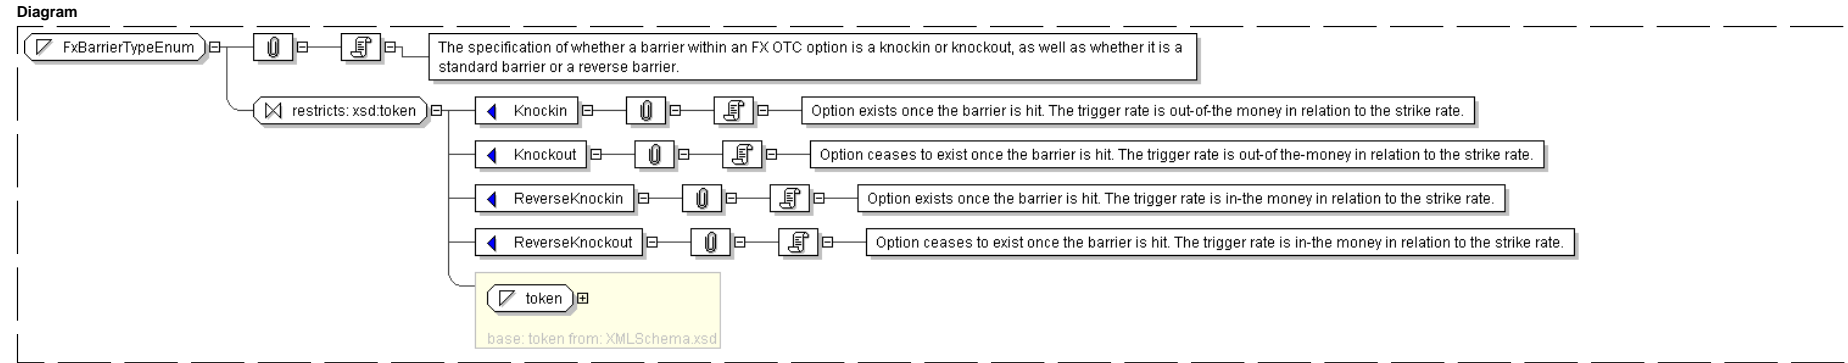 Diagram
FxBarrierTypeEnum
The specification of whether a barrier within an FX OTC option is a knockin or knockout, as well as whether it is a
standard barrier or a reverse barrier.
restricts: xsd:token
Knockin
Option exists once the barrier is hit. The trigger rate is out-of-the money in relation to the strike rate.
Knockout
Option ceases to exist once the barrier is hit. The trigger rate is out-of the-money in relation to the strike rate.
ReverseKnockin
Option exists once the barrier is hit. The trigger rate is in-the money in relation to the strike rate.
ReverseKnockout
Option ceases to exist once the barrier is hit. The trigger rate is in-the money in relation to the strike rate.
token
base: token from: XMLSchema.xsd